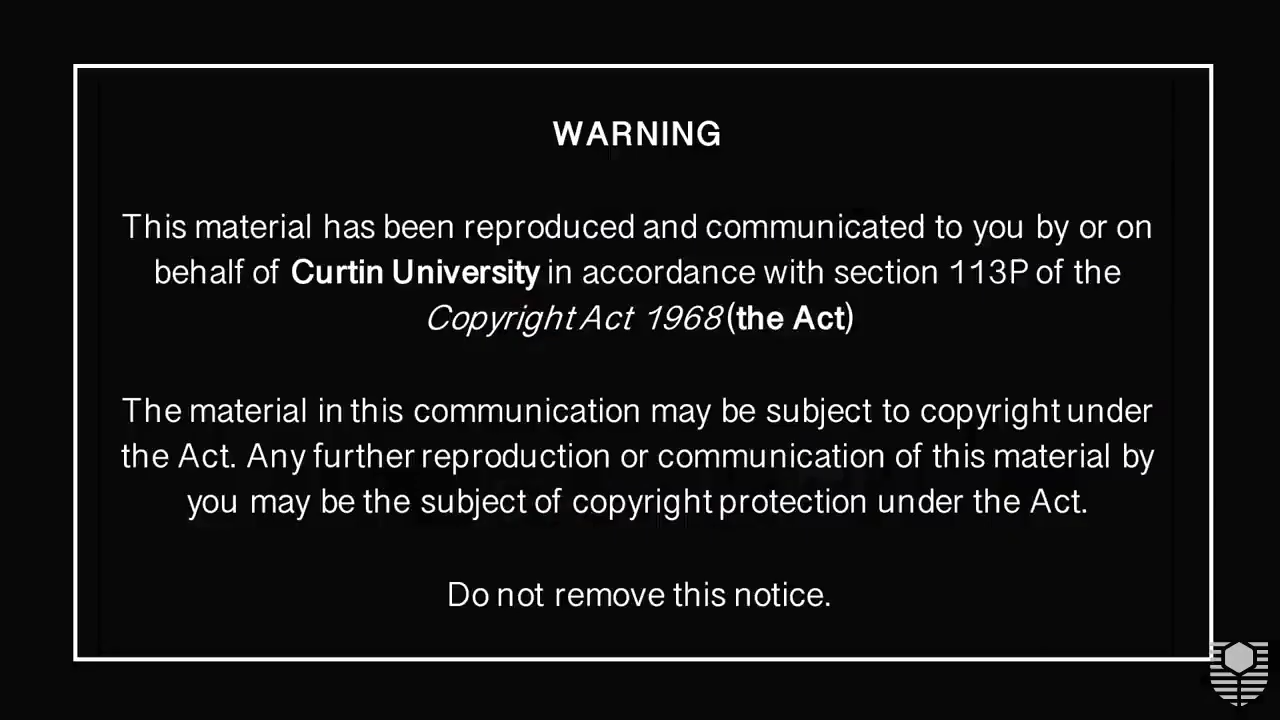 WARNING
This material has been reproduced and communicated to you by or on
behalf of Curtin University in accordance with section 113P of the
Copyright Act 1968 (the Act)
The material in this communication may be subject to copyright under
the Act. Any further reproduction or communication of this material by
you may be the subject of copyright protection under the Act.
Do not remove this notice.